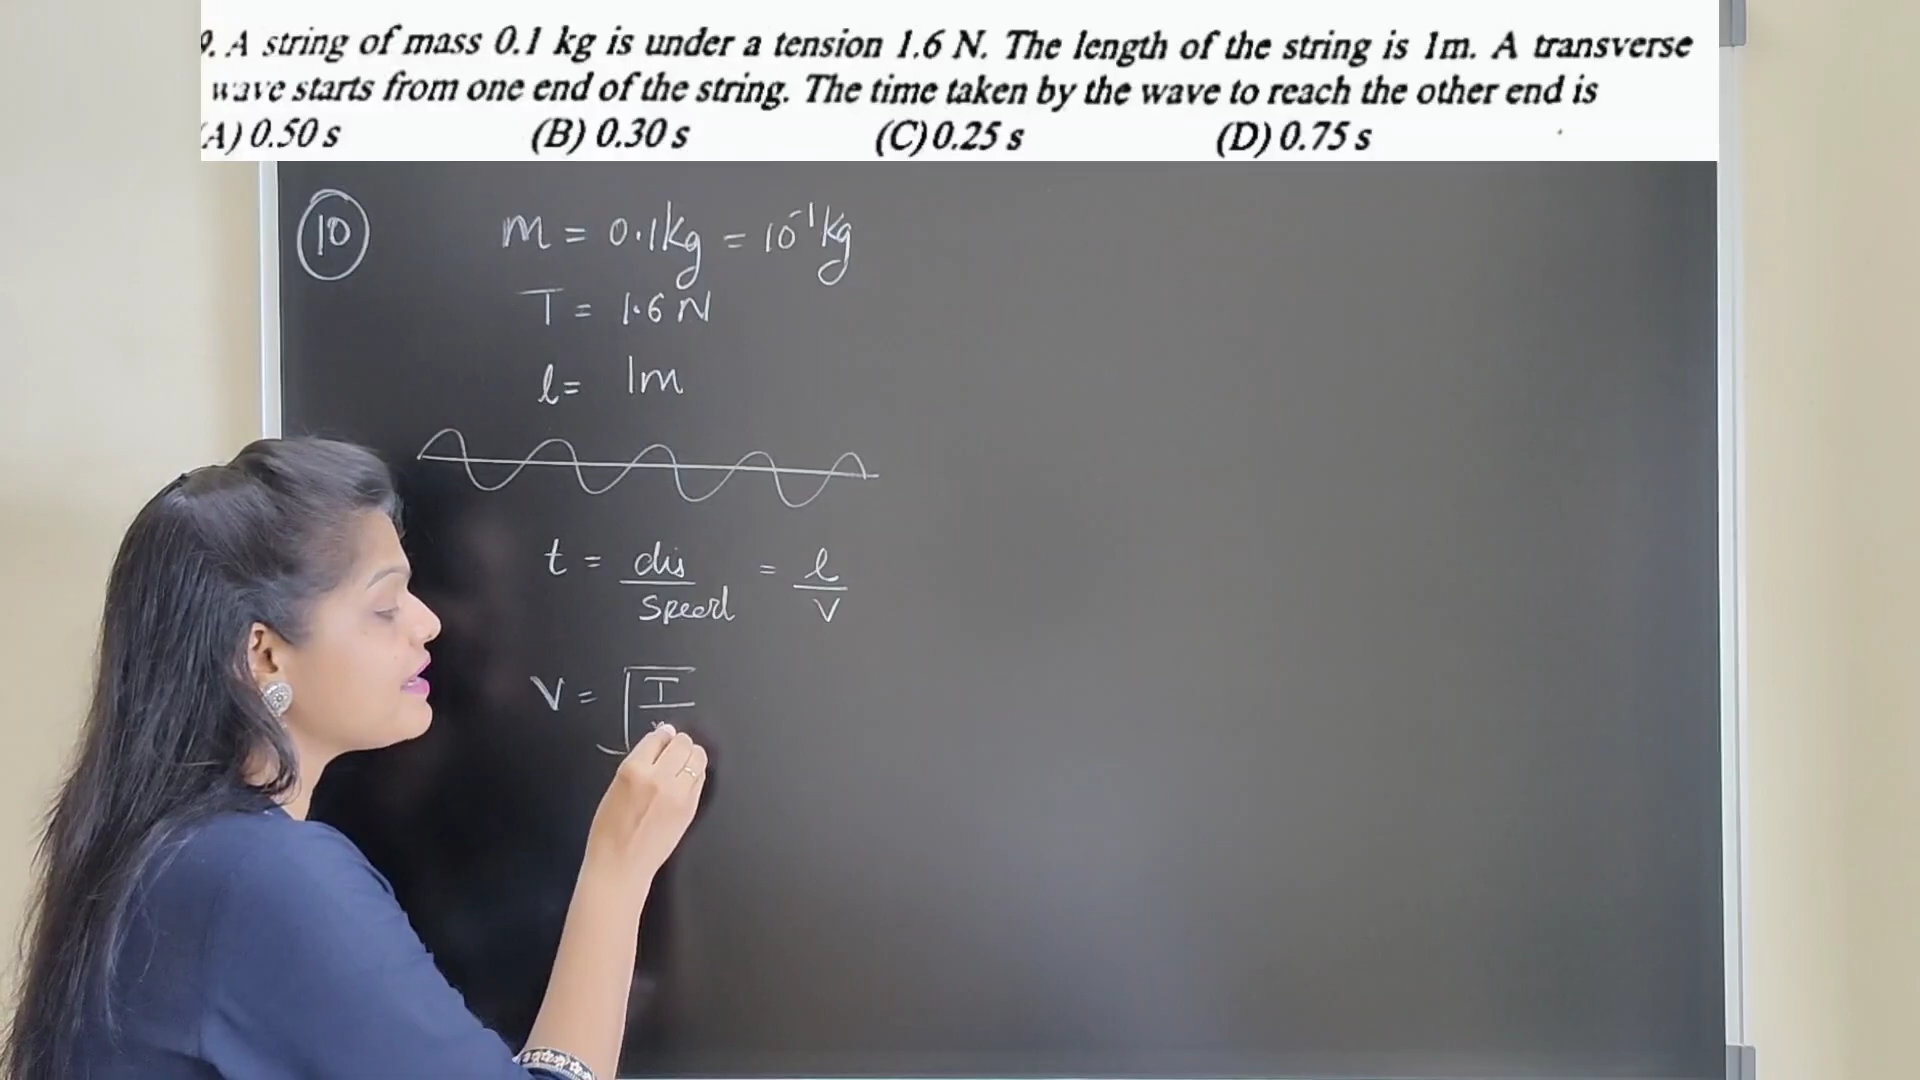 9. A string of mass 0.1 kg is under a tension 1.6 N. The length of the string is 1m. A transverse
wave starts from one end of the string. The time taken by the wave to reach the other end is
(A) 0.50 s (B) 0.30 s (C) 0.25 s (D) 0.75 s
10 m = 0.1kg = 10⁻¹kg
T = 1.6 N
l = 1m
t = dis/speed = l/v
V = √T